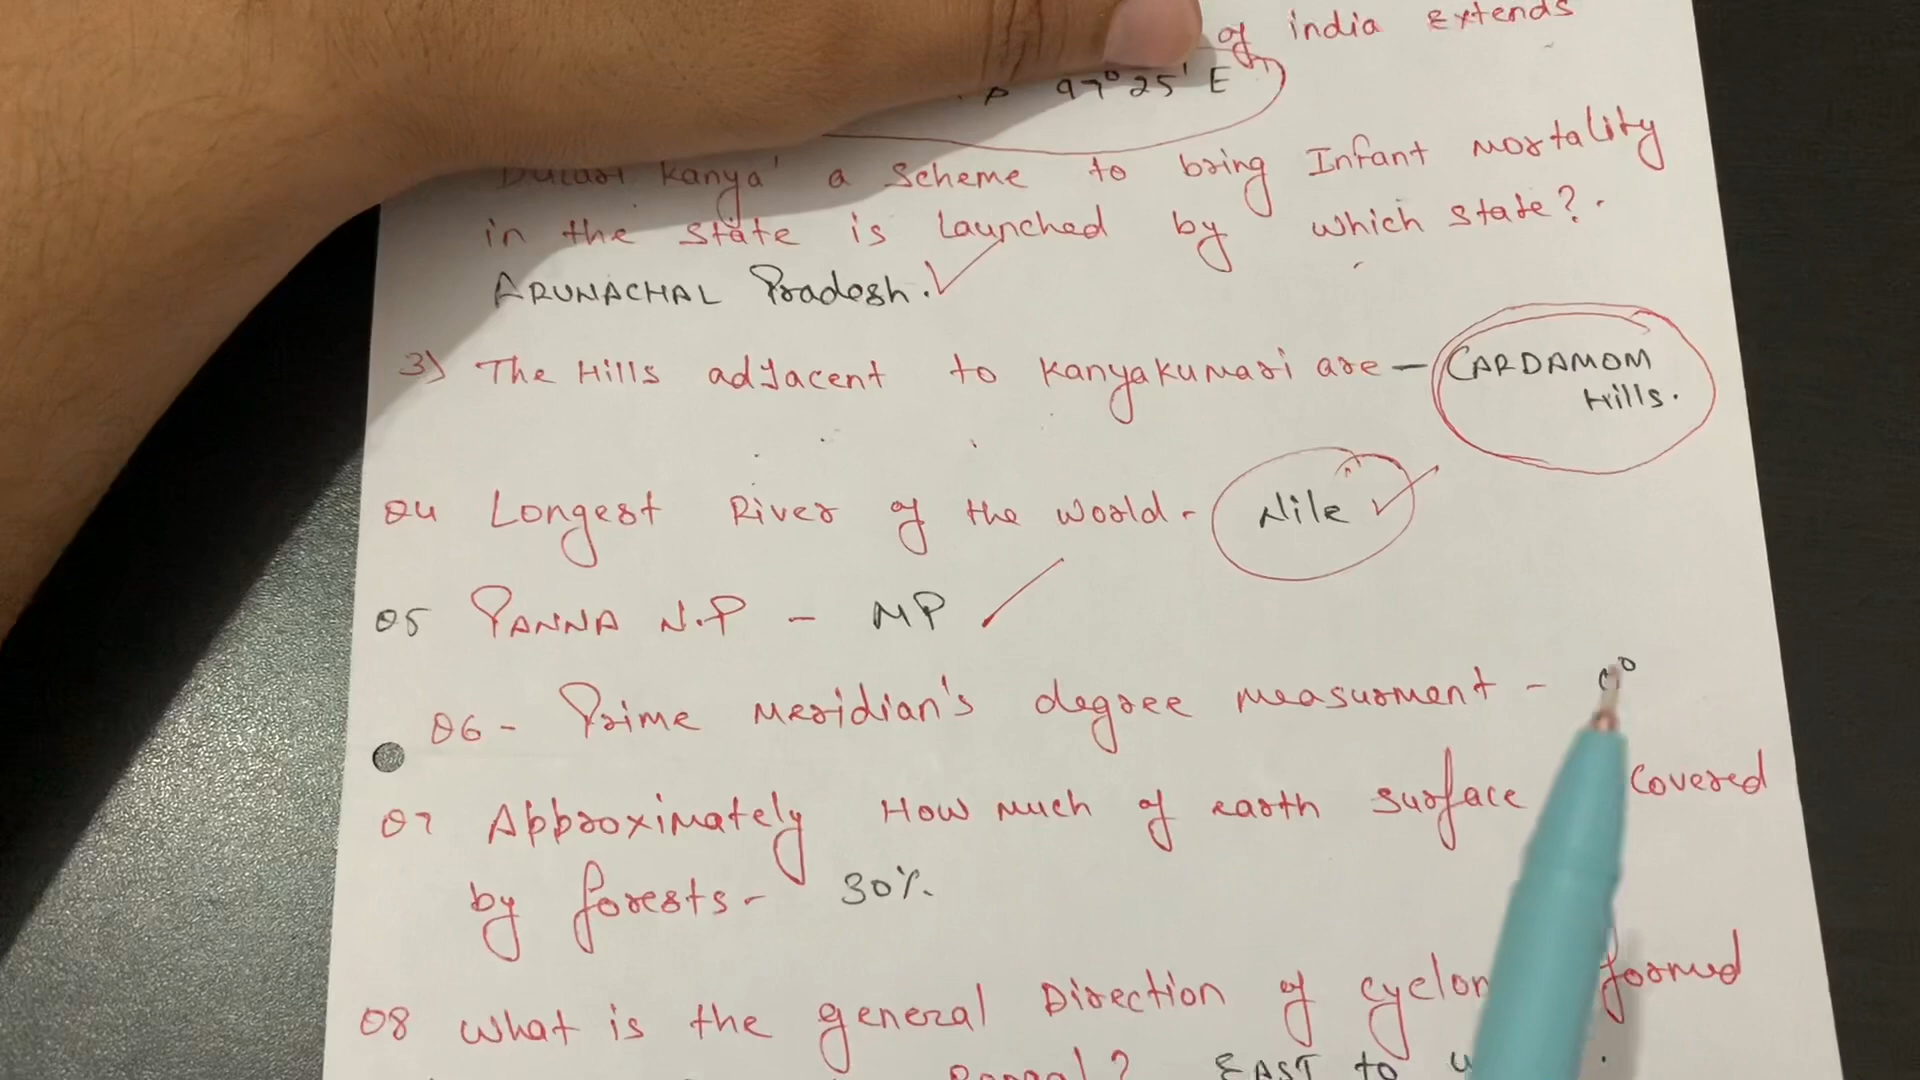 of india extends
97° 25' E
Dulari Kanya' a scheme to bring Infant mortality
in the state is launched by which state?.
ARUNACHAL Pradesh.
3) The Hills adjacent to Kanyakumari are - CARDAMOM
Hills.
04 Longest River of the world - Nile
05 PANNA N.P - MP
06 - Prime Meridian's degree measurment - 0°
07 Approximately How much of earth surface covered
by forests - 30%.
08 What is the general Direction of formed
EAST to